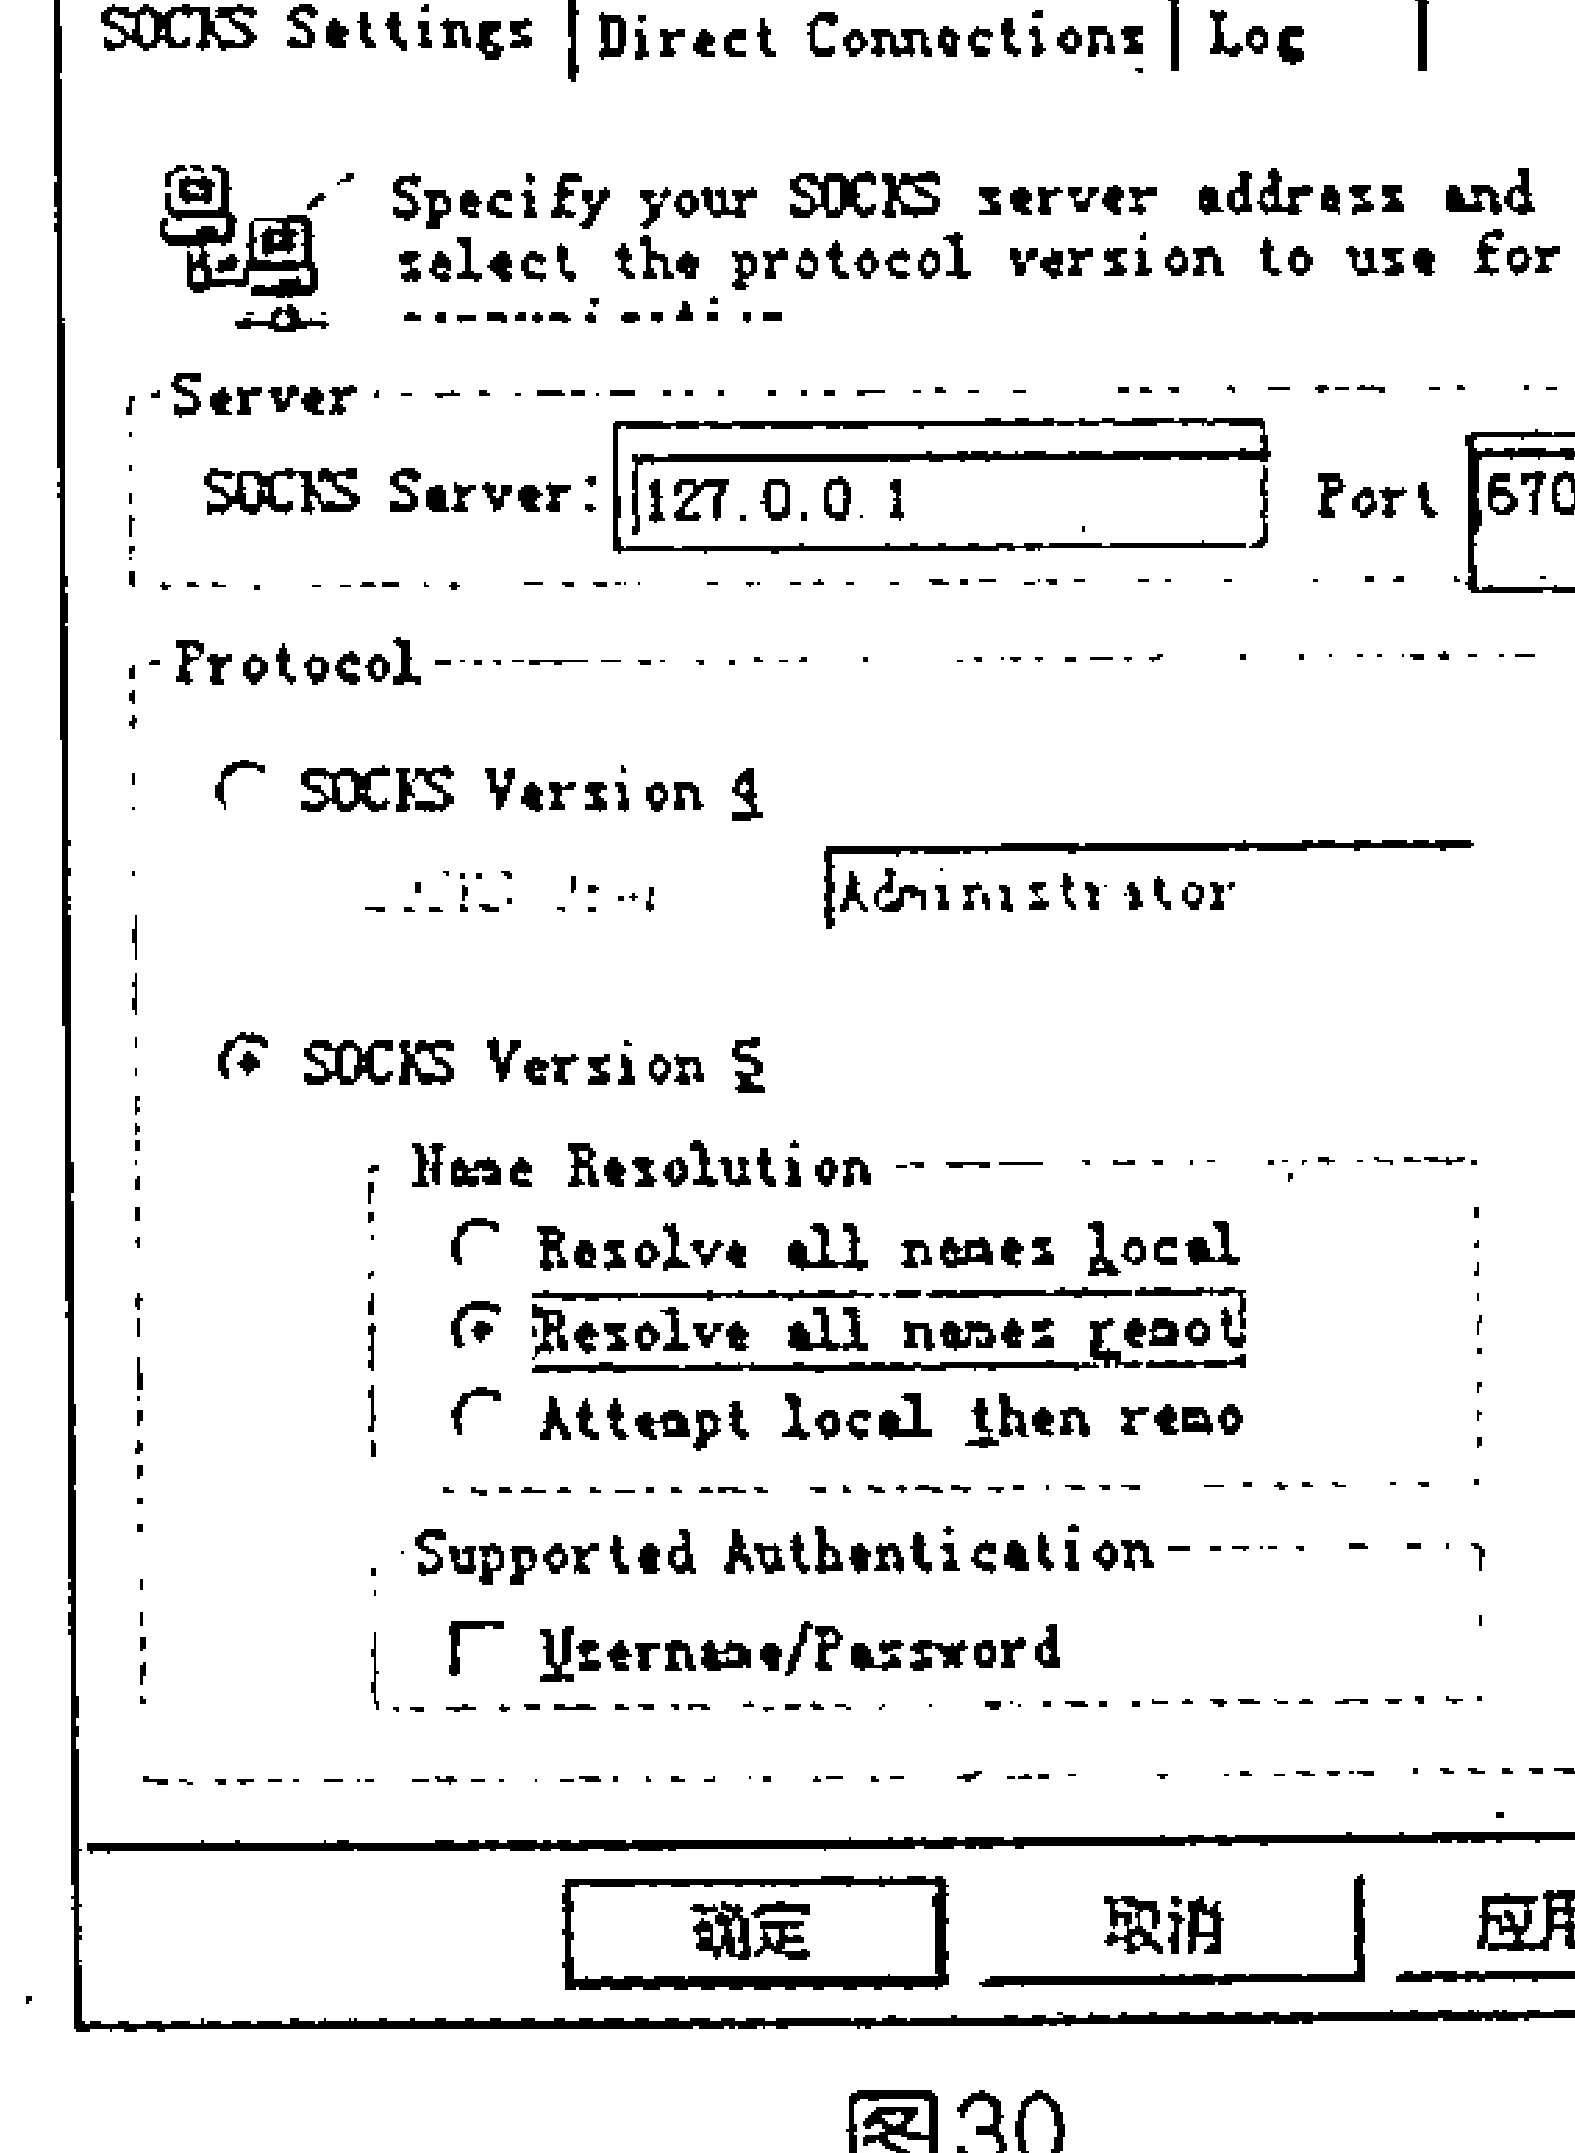 SOCKS Settings Direct Connections Log
Specify your SOCKS server address and
select the protocol version to use for
Server
SOCKS Server: 127.0.0.1 Port 670
Protocol
SOCKS Version 4
Administrator
SOCKS Version 5
Name Resolution
Resolve all names local
Resolve all names remot
Attempt local then remo
Supported Authentication
Username/Password
确定 取消 应用
图30